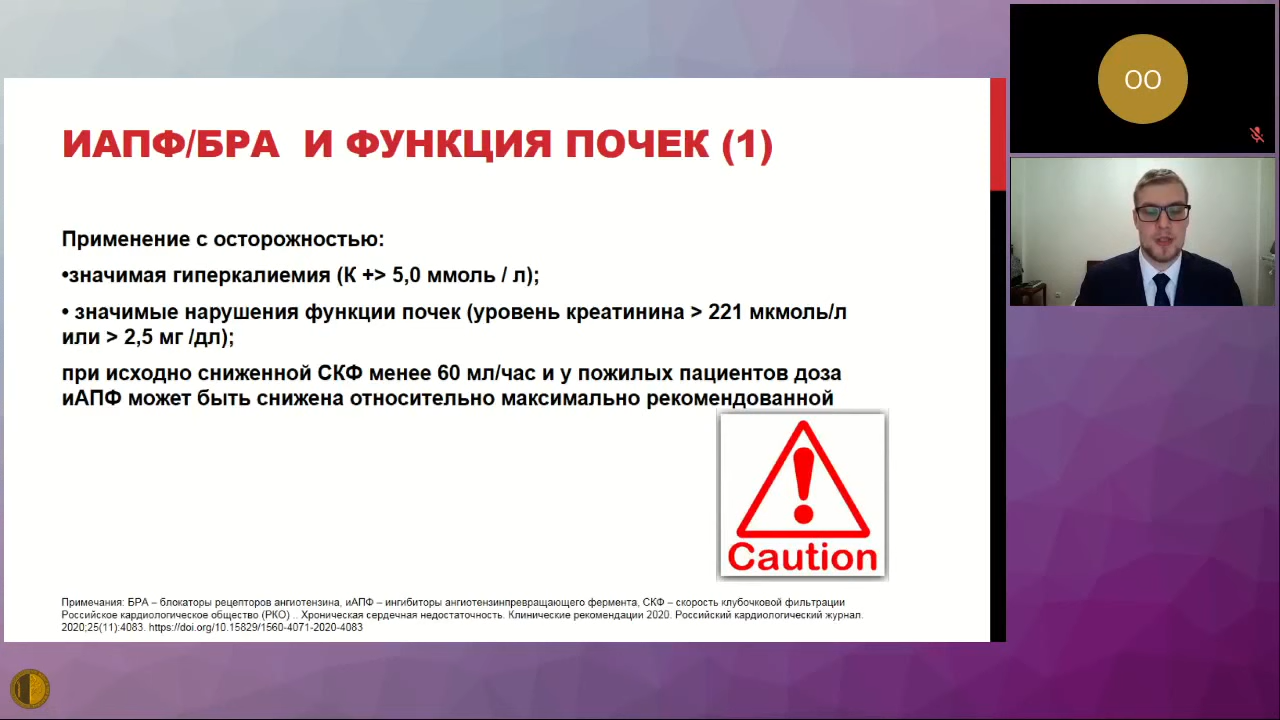 ИАПФ/БРА И ФУНКЦИЯ ПОЧЕК (1)
Применение с осторожностью:
•значимая гиперкалиемия (К +> 5,0 ммоль / л);
• значимые нарушения функции почек (уровень креатинина > 221 мкмоль/л
или > 2,5 мг /дл);
при исходно сниженной СКФ менее 60 мл/час и у пожилых пациентов доза
иАПФ может быть снижена относительно максимально рекомендованной
Caution
Примечания: БРА – блокаторы рецепторов ангиотензина, иАПФ – ингибиторы ангиотензинпревращающего фермента, СКФ – скорость клубочковой фильтрации
Российское кардиологическое общество (РКО) .. Хроническая сердечная недостаточность. Клинические рекомендации 2020. Российский кардиологический журнал.
2020;25(11):4083. https://doi.org/10.15829/1560-4071-2020-4083
ОО